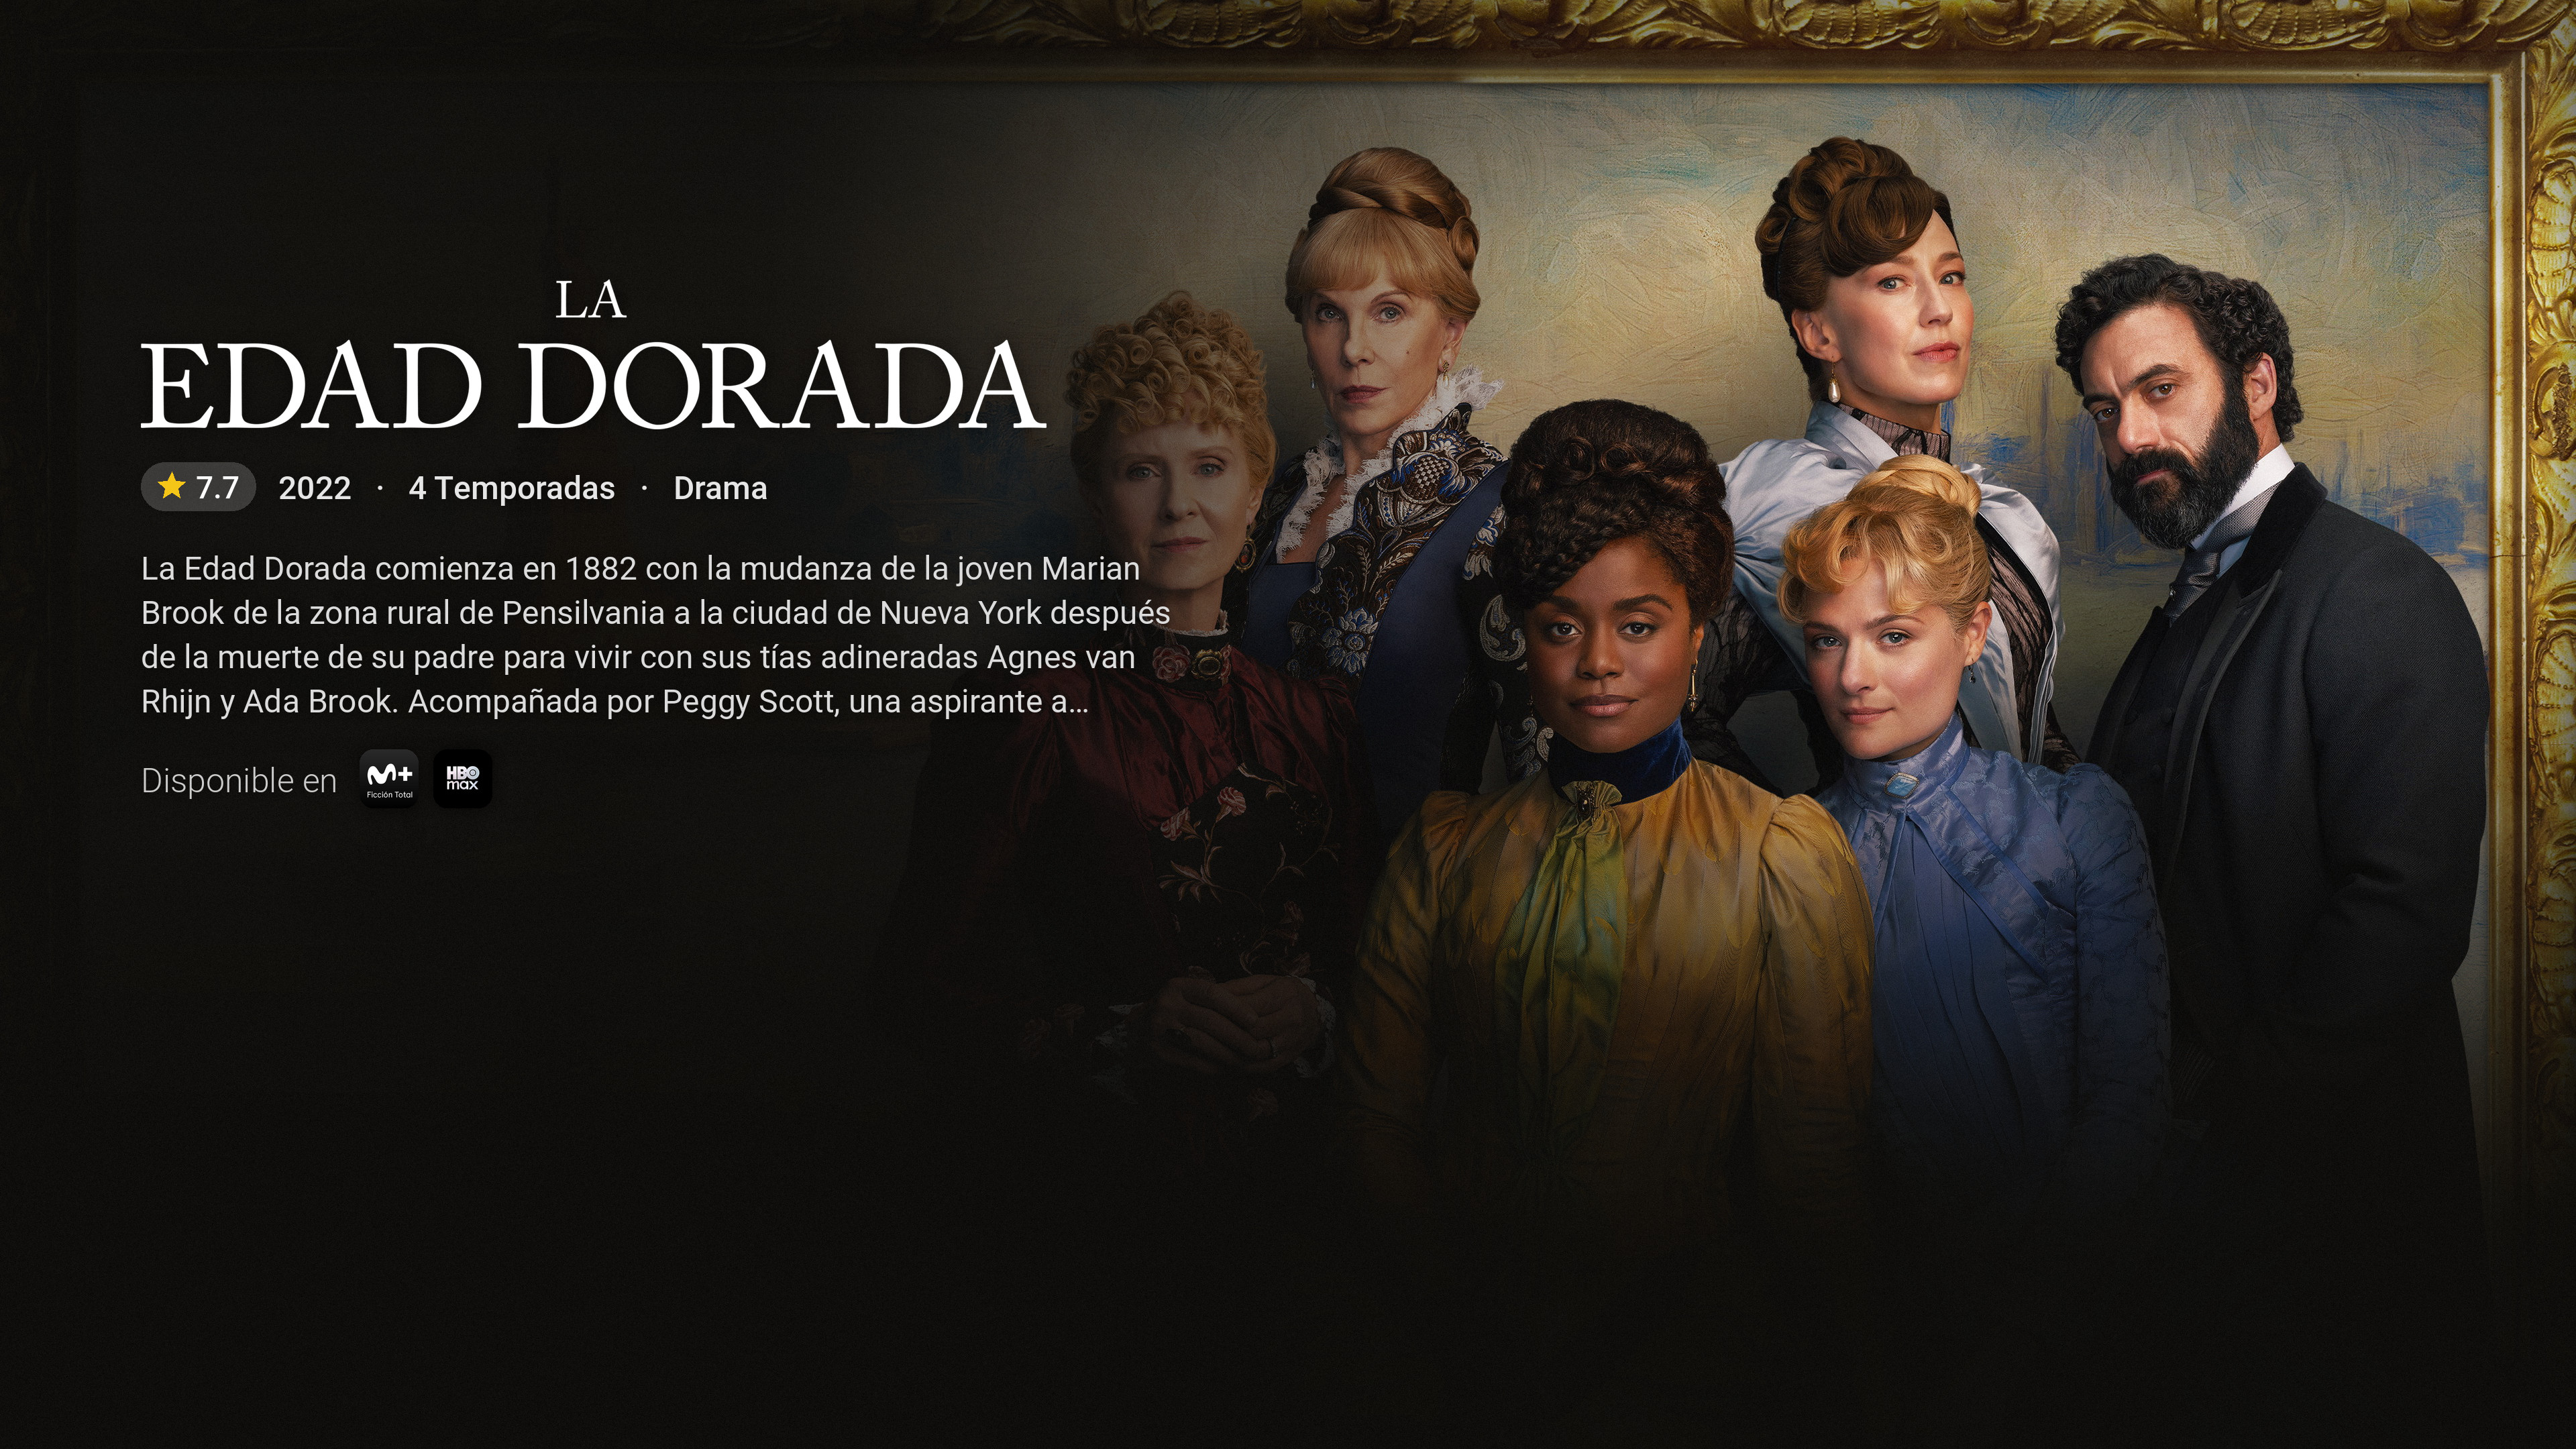 LA
EDAD DORADA
7.7 2022 · 4 Temporadas · Drama
La Edad Dorada comienza en 1882 con la mudanza de la joven Marian
Brook de la zona rural de Pensilvania a la ciudad de Nueva York después
de la muerte de su padre para vivir con sus tías adineradas Agnes van
Rhijn y Ada Brook. Acompañada por Peggy Scott, una aspirante a...
Disponible en M+ Ficción Total HBO max